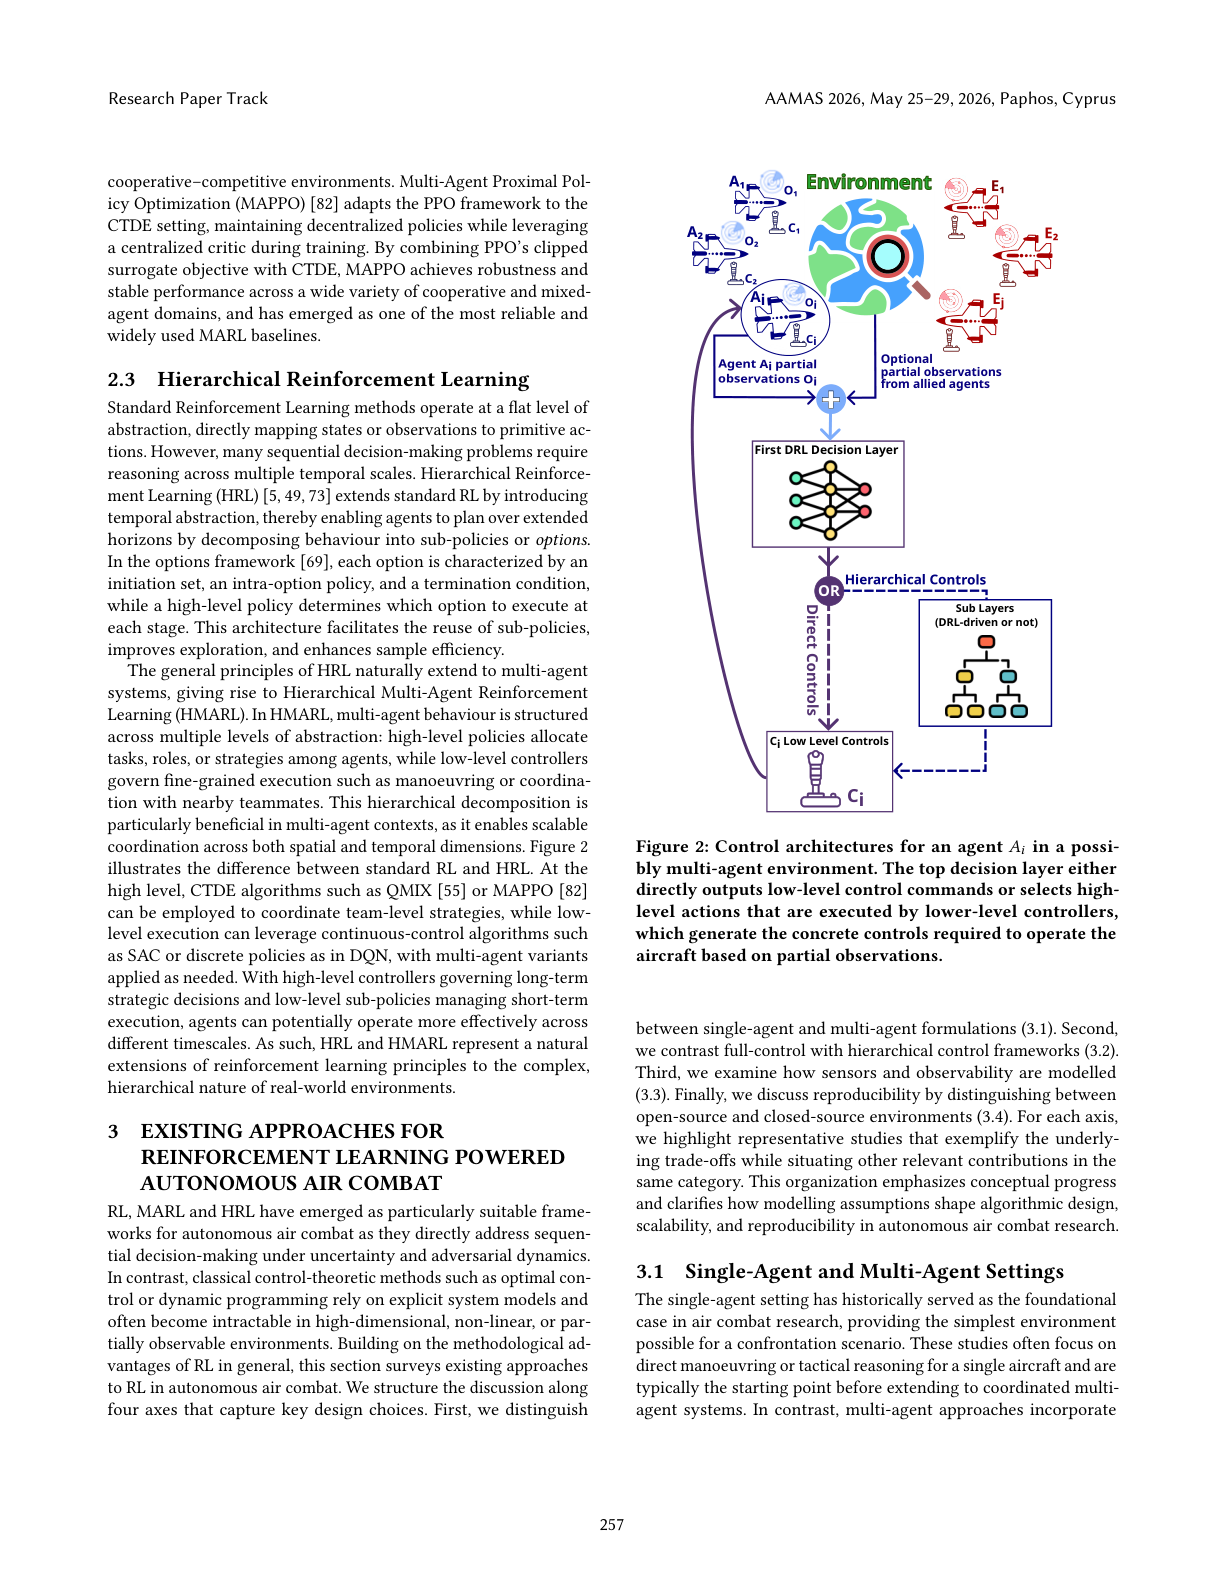 Research Paper Track
AAMAS 2026, May 25–29, 2026, Paphos, Cyprus
cooperative–competitive environments. Multi-Agent Proximal Pol-
icy Optimization (MAPPO) [82] adapts the PPO framework to the
CTDE setting, maintaining decentralized policies while leveraging
a centralized critic during training. By combining PPO's clipped
surrogate objective with CTDE, MAPPO achieves robustness and
stable performance across a wide variety of cooperative and mixed-
agent domains, and has emerged as one of the most reliable and
widely used MARL baselines.
2.3 Hierarchical Reinforcement Learning
Standard Reinforcement Learning methods operate at a flat level of
abstraction, directly mapping states or observations to primitive ac-
tions. However, many sequential decision-making problems require
reasoning across multiple temporal scales. Hierarchical Reinforce-
ment Learning (HRL) [5, 49, 73] extends standard RL by introducing
temporal abstraction, thereby enabling agents to plan over extended
horizons by decomposing behaviour into sub-policies or options.
In the options framework [69], each option is characterized by an
initiation set, an intra-option policy, and a termination condition,
while a high-level policy determines which option to execute at
each stage. This architecture facilitates the reuse of sub-policies,
improves exploration, and enhances sample efficiency.
The general principles of HRL naturally extend to multi-agent
systems, giving rise to Hierarchical Multi-Agent Reinforcement
Learning (HMARL). In HMARL, multi-agent behaviour is structured
across multiple levels of abstraction: high-level policies allocate
tasks, roles, or strategies among agents, while low-level controllers
govern fine-grained execution such as manoeuvring or coordina-
tion with nearby teammates. This hierarchical decomposition is
particularly beneficial in multi-agent contexts, as it enables scalable
coordination across both spatial and temporal dimensions. Figure 2
illustrates the difference between standard RL and HRL. At the
high level, CTDE algorithms such as QMIX [55] or MAPPO [82]
can be employed to coordinate team-level strategies, while low-
level execution can leverage continuous-control algorithms such
as SAC or discrete policies as in DQN, with multi-agent variants
applied as needed. With high-level controllers governing long-term
strategic decisions and low-level sub-policies managing short-term
execution, agents can potentially operate more effectively across
different timescales. As such, HRL and HMARL represent a natural
extensions of reinforcement learning principles to the complex,
hierarchical nature of real-world environments.
3 EXISTING APPROACHES FOR
REINFORCEMENT LEARNING POWERED
AUTONOMOUS AIR COMBAT
RL, MARL and HRL have emerged as particularly suitable frame-
works for autonomous air combat as they directly address sequen-
tial decision-making under uncertainty and adversarial dynamics.
In contrast, classical control-theoretic methods such as optimal con-
trol or dynamic programming rely on explicit system models and
often become intractable in high-dimensional, non-linear, or par-
tially observable environments. Building on the methodological ad-
vantages of RL in general, this section surveys existing approaches
to RL in autonomous air combat. We structure the discussion along
four axes that capture key design choices. First, we distinguish
Environment
A1
O1
C1
A2
O2
C2
Ai
Oi
Ci
E1
E2
Ej
Agent Ai partial
observations Oi
Optional
partial observations
from allied agents
First DRL Decision Layer
OR
Hierarchical Controls
Direct Controls
Sub Layers
(DRL-driven or not)
Ci Low Level Controls
Ci
Figure 2: Control architectures for an agent Ai in a possi-
bly multi-agent environment. The top decision layer either
directly outputs low-level control commands or selects high-
level actions that are executed by lower-level controllers,
which generate the concrete controls required to operate the
aircraft based on partial observations.
between single-agent and multi-agent formulations (3.1). Second,
we contrast full-control with hierarchical control frameworks (3.2).
Third, we examine how sensors and observability are modelled
(3.3). Finally, we discuss reproducibility by distinguishing between
open-source and closed-source environments (3.4). For each axis,
we highlight representative studies that exemplify the underly-
ing trade-offs while situating other relevant contributions in the
same category. This organization emphasizes conceptual progress
and clarifies how modelling assumptions shape algorithmic design,
scalability, and reproducibility in autonomous air combat research.
3.1 Single-Agent and Multi-Agent Settings
The single-agent setting has historically served as the foundational
case in air combat research, providing the simplest environment
possible for a confrontation scenario. These studies often focus on
direct manoeuvring or tactical reasoning for a single aircraft and are
typically the starting point before extending to coordinated multi-
agent systems. In contrast, multi-agent approaches incorporate
257